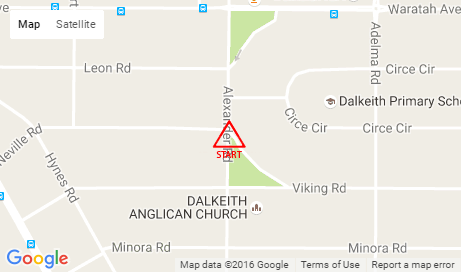 Waratah Ave
Map Satellite
Adelma Rd
Leon Rd
Circe Cir
Alexander Rd
Dalkeith Primary Scho
Circe Cir
Circe Cir
Neville Rd
START
Hynes Rd
Viking Rd
DALKEITH
ANGLICAN CHURCH
Minora Rd
Minora Rd
Google
Map data ©2016 Google Terms of Use Report a map error